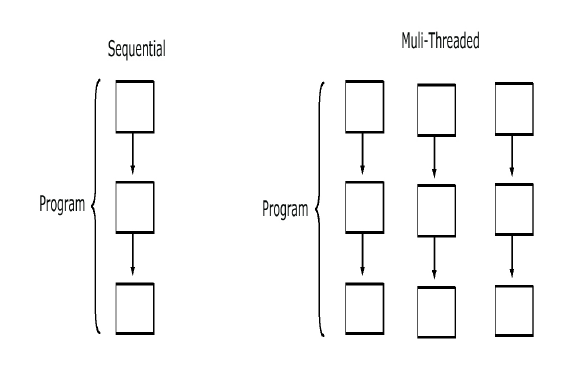 Sequential
Muli-Threaded
Program
Program